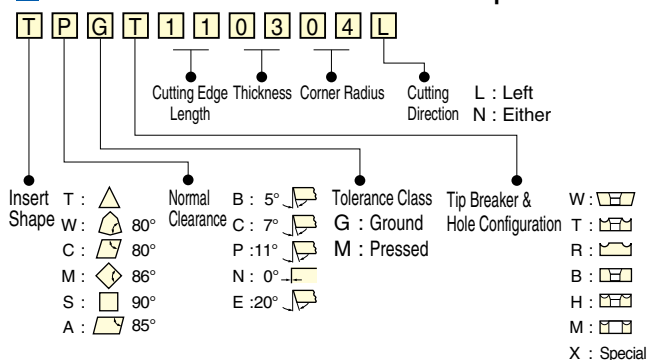 T P G T 1 1 0 3 0 4 L
Cutting Edge Length
Thickness
Corner Radius
Cutting Direction
L : Left
N : Either
Insert Shape
T :
W : 80°
C : 80°
M : 86°
S : 90°
A : 85°
Normal Clearance
B : 5°
C : 7°
P :11°
N : 0°
E :20°
Tolerance Class
G : Ground
M : Pressed
Tip Breaker &
Hole Configuration
W :
T :
R :
B :
H :
M :
X : Special